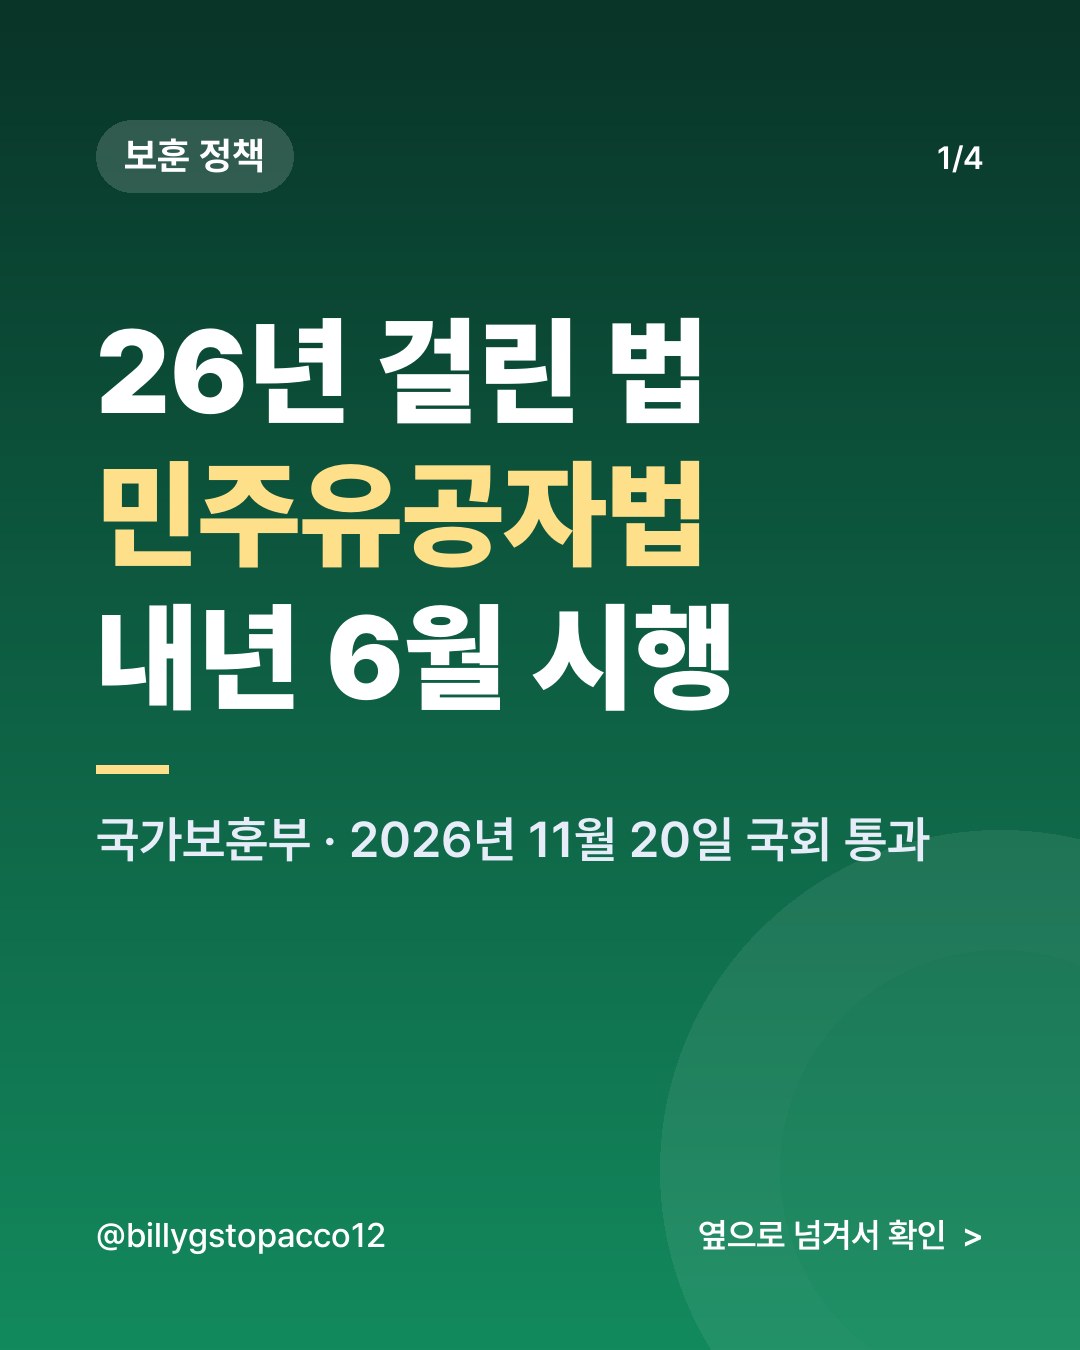 보훈 정책
1/4
26년 걸린 법
민주유공자법
내년 6월 시행
국가보훈부 · 2026년 11월 20일 국회 통과
@billygstopacco12
옆으로 넘겨서 확인 >